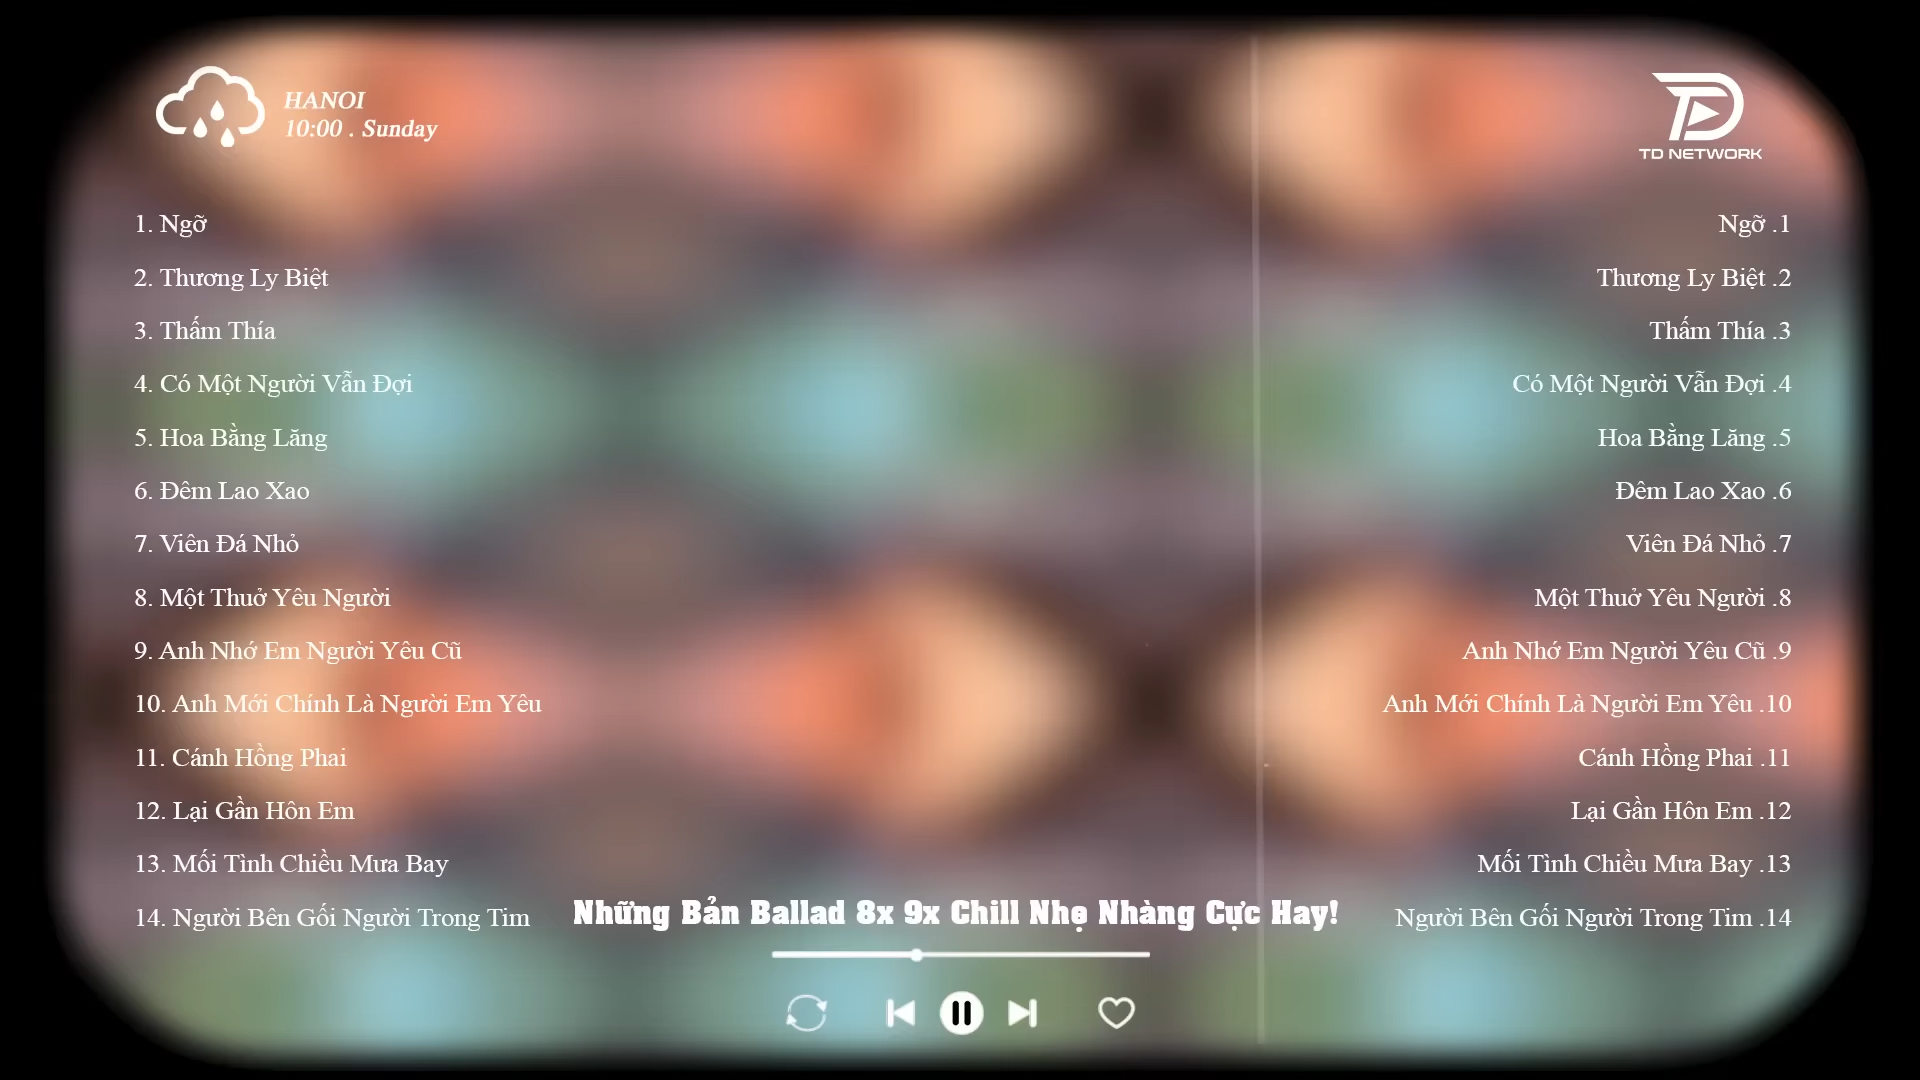 HANOI
10:00 . Sunday
TD NETWORK
1. Ngỡ
2. Thương Ly Biệt
3. Thấm Thía
4. Có Một Người Vẫn Đợi
5. Hoa Bằng Lăng
6. Đêm Lao Xao
7. Viên Đá Nhỏ
8. Một Thuở Yêu Người
9. Anh Nhớ Em Người Yêu Cũ
10. Anh Mới Chính Là Người Em Yêu
11. Cánh Hồng Phai
12. Lại Gần Hôn Em
13. Mối Tình Chiều Mưa Bay
14. Người Bên Gối Người Trong Tim
Ngỡ .1
Thương Ly Biệt .2
Thấm Thía .3
Có Một Người Vẫn Đợi .4
Hoa Bằng Lăng .5
Đêm Lao Xao .6
Viên Đá Nhỏ .7
Một Thuở Yêu Người .8
Anh Nhớ Em Người Yêu Cũ .9
Anh Mới Chính Là Người Em Yêu .10
Cánh Hồng Phai .11
Lại Gần Hôn Em .12
Mối Tình Chiều Mưa Bay .13
Người Bên Gối Người Trong Tim .14
Những Bản Ballad 8x 9x Chill Nhẹ Nhàng Cực Hay!